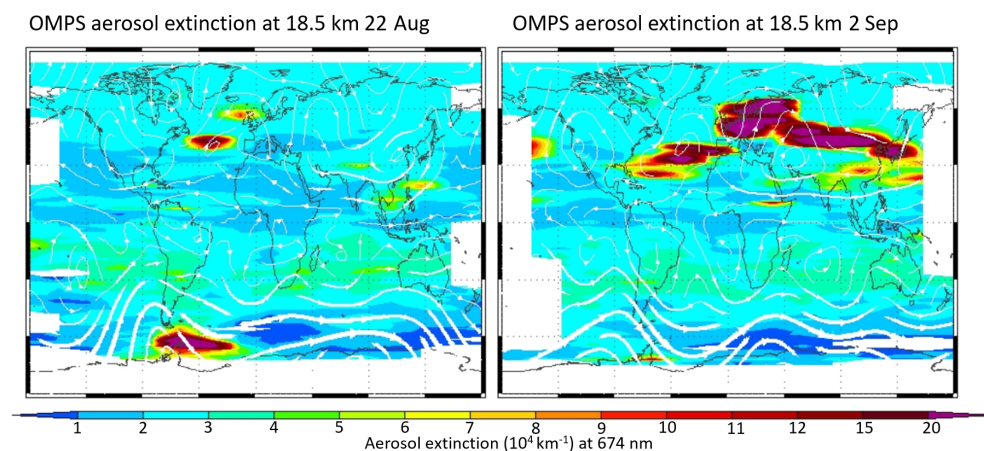 OMPS aerosol extinction at 18.5 km 22 Aug
OMPS aerosol extinction at 18.5 km 2 Sep
1 2 3 4 5 6 7 8 9 10 11 12 15 20
Aerosol extinction (10⁴ km⁻¹) at 674 nm